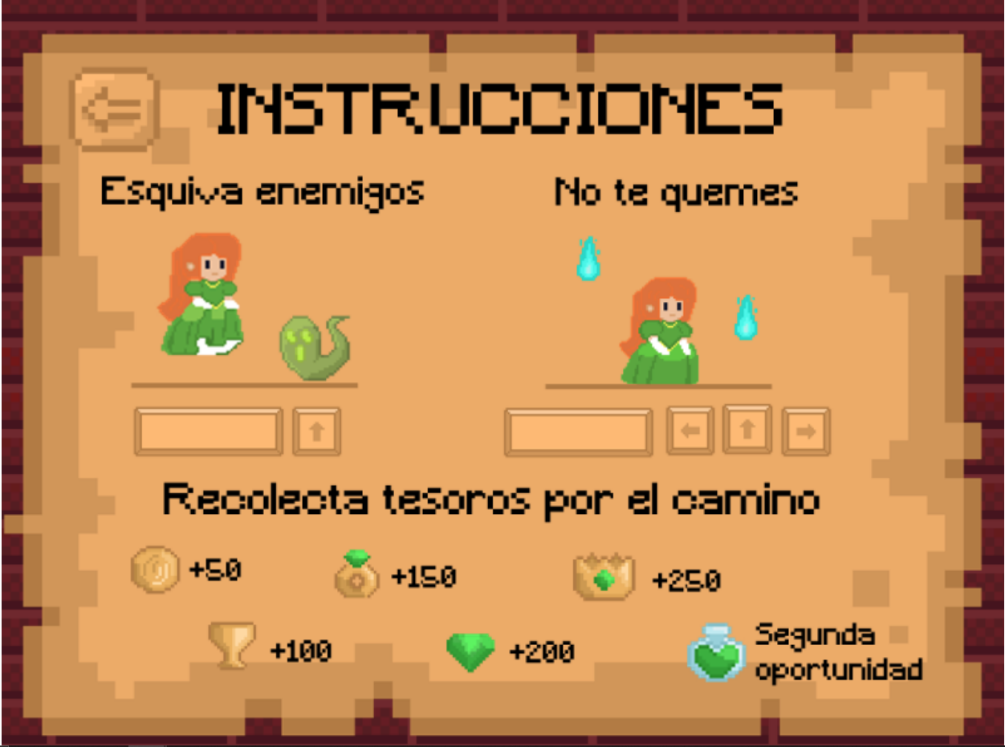 INSTRUCCIONES
Esquiva enemigos
No te quemes
Recolecta tesoros por el camino
+50
+150
+250
+100
+200
Segunda
oportunidad